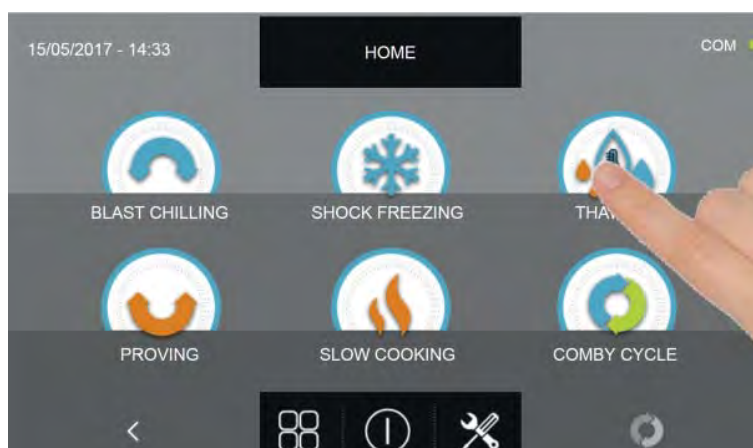 15/05/2017 - 14:33
HOME
COM
BLAST CHILLING
SHOCK FREEZING
PROVING
SLOW COOKING
COMBY CYCLE